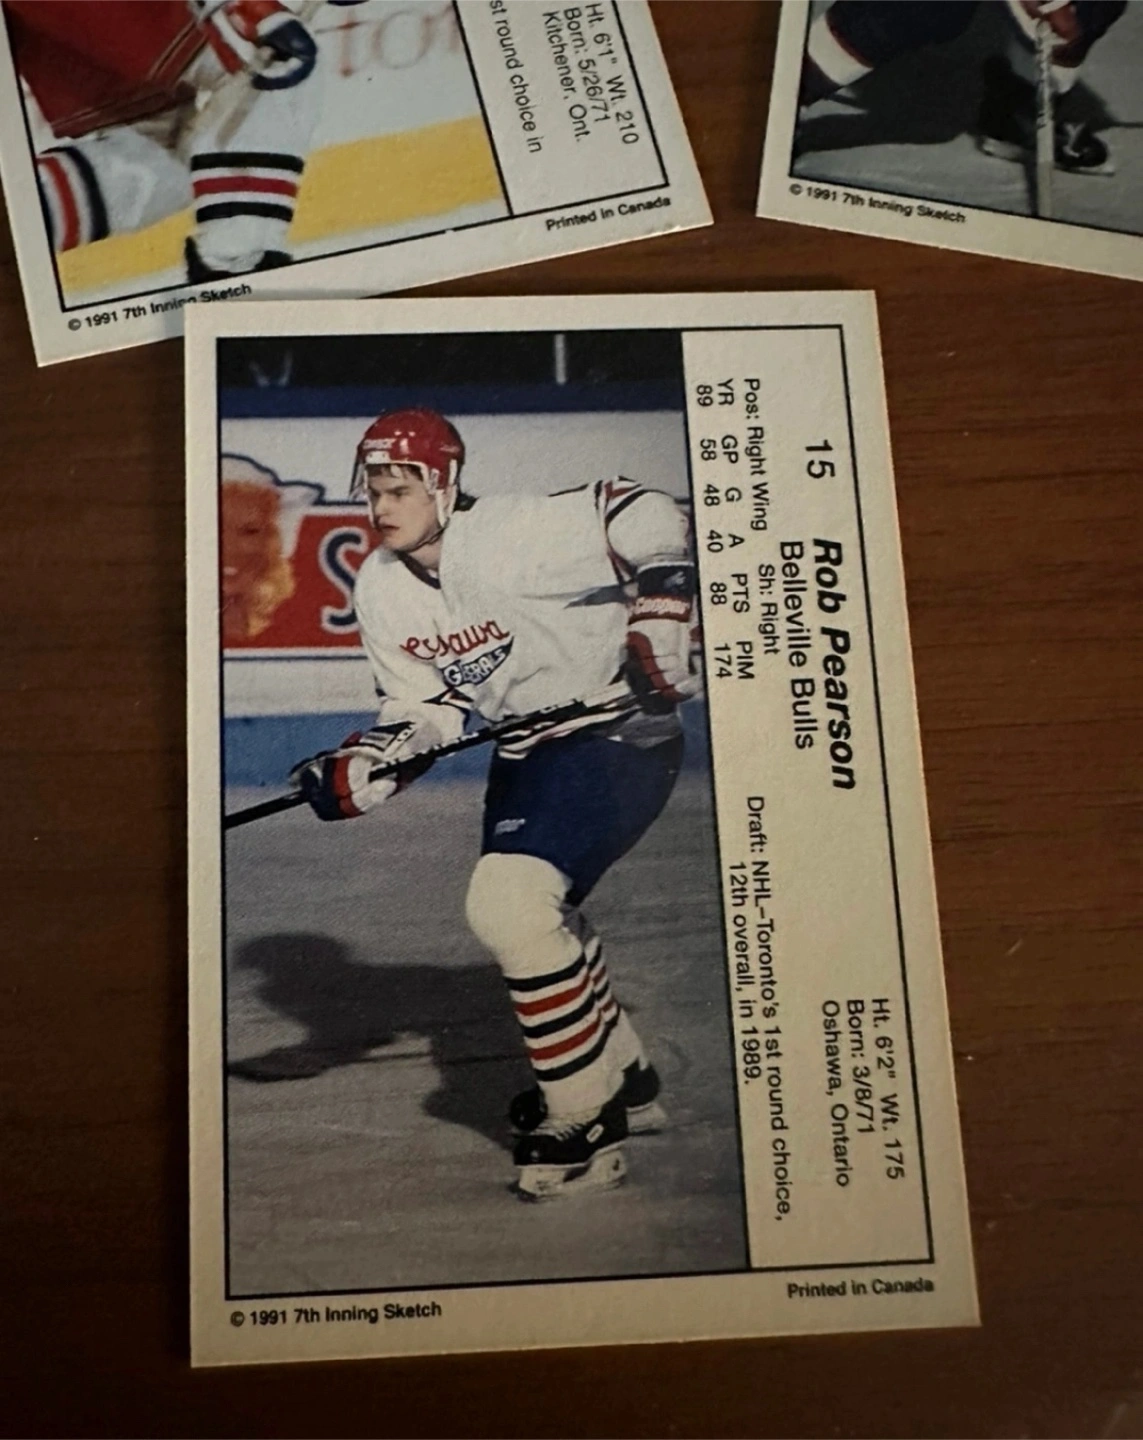 Ht. 6'1" Wt. 210
Born: 5/26/71
Kitchener, Ont.
st round choice in
Printed in Canada
© 1991 7th Inning Sketch
© 1991 7th Inning Sketch
15 Rob Pearson
Belleville Bulls
Ht. 6'2" Wt. 175
Born: 3/8/71
Oshawa, Ontario
Pos: Right Wing Sh: Right
YR GP G A PTS PIM
89 58 48 40 88 174
Draft: NHL–Toronto's 1st round choice,
12th overall, in 1989.
GENERALS
Cooper
S
© 1991 7th Inning Sketch
Printed in Canada